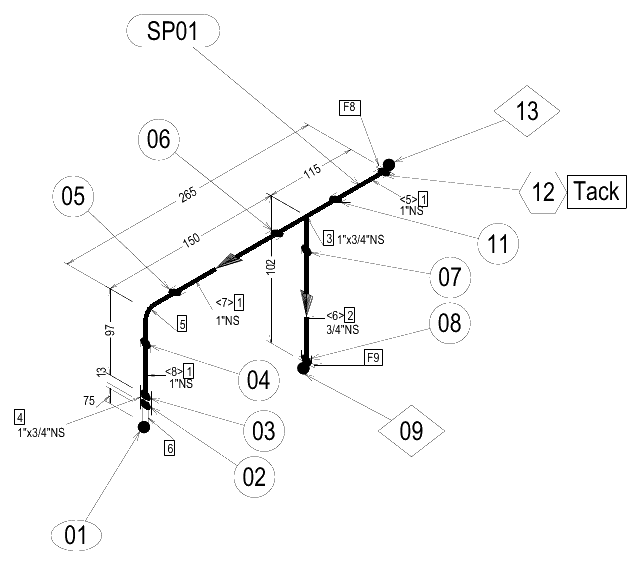 SP01
F8
13
06
265
115
12 Tack
05
<5> 1
1"NS
150
3 1"x3/4"NS
11
102
07
<7> 1
1"NS
5
<6> 2
3/4"NS
08
97
F9
04
<8> 1
1"NS
13
75
4
1"x3/4"NS
03
09
6
02
01